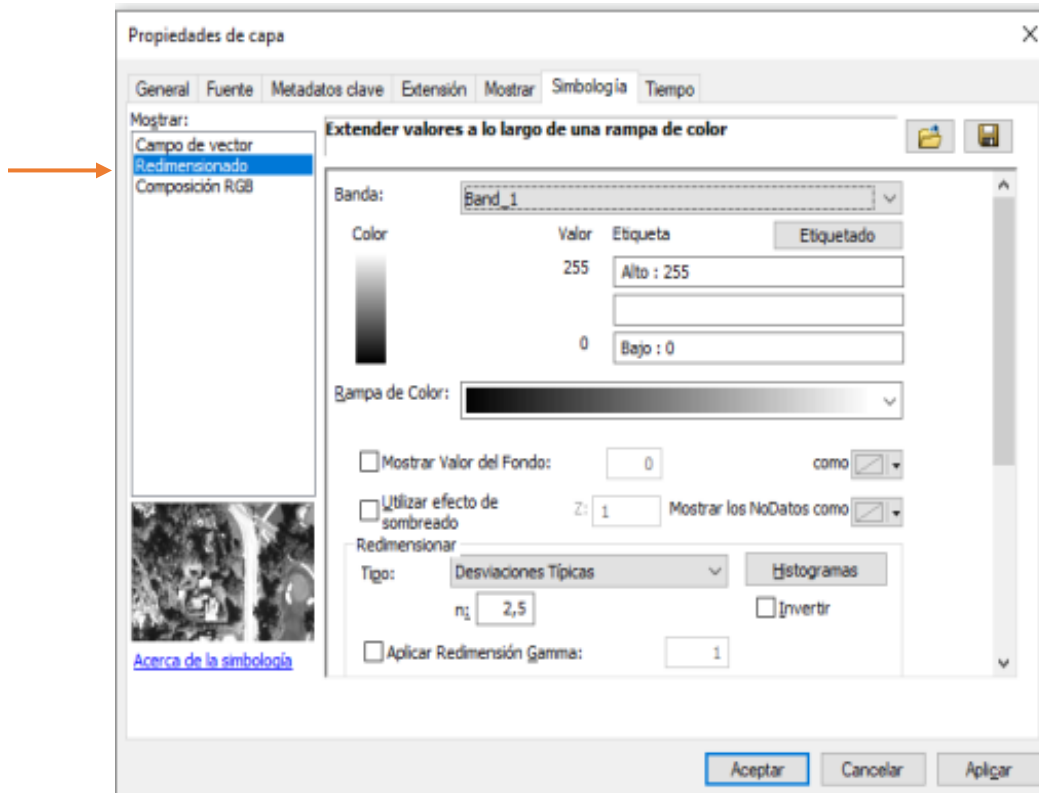 Propiedades de capa
General Fuente Metadatos clave Extensión Mostrar Simbología Tiempo
Mostrar:
Campo de vector
Redimensionado
Composición RGB
Extender valores a lo largo de una rampa de color
Banda: Band_1
Color Valor Etiqueta Etiquetado
255 Alto : 255
0 Bajo : 0
Rampa de Color:
Mostrar Valor del Fondo: 0 como
Utilizar efecto de
sombreado Z: 1 Mostrar los NoDatos como
Redimensionar
Tipo: Desviaciones Típicas Histogramas
n: 2,5 Invertir
Aplicar Redimensión Gamma: 1
Acerca de la simbología
Aceptar Cancelar Aplicar